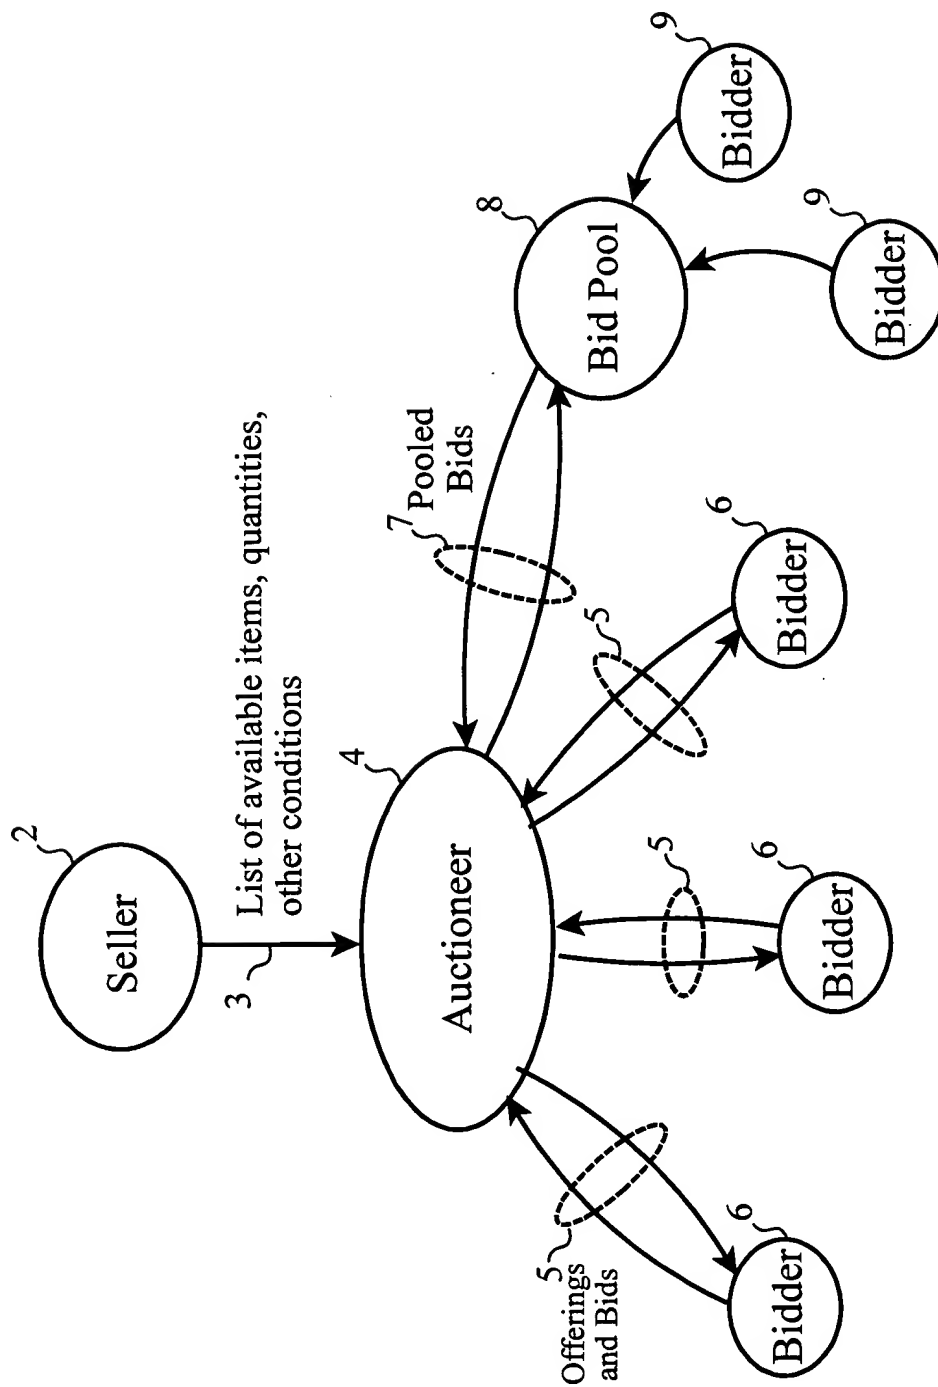 2
Seller
3
List of available items, quantities,
other conditions
4
Auctioneer
7
Pooled
Bids
8
Bid Pool
9
Bidder
9
Bidder
5
Offerings
and Bids
6
Bidder
5
6
Bidder
5
6
Bidder